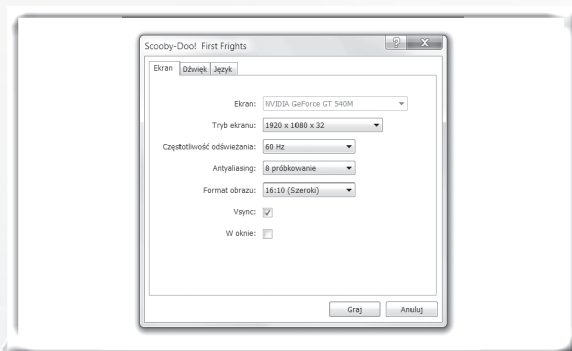 Scooby-Doo! First Frights
Ekran Dźwięk Język
Ekran: NVIDIA GeForce GT 540M
Tryb ekranu: 1920 x 1080 x 32
Częstotliwość odświeżania: 60 Hz
Antyaliasing: 8 próbkowanie
Format obrazu: 16:10 (Szeroki)
Vsync:
W oknie:
Graj Anuluj